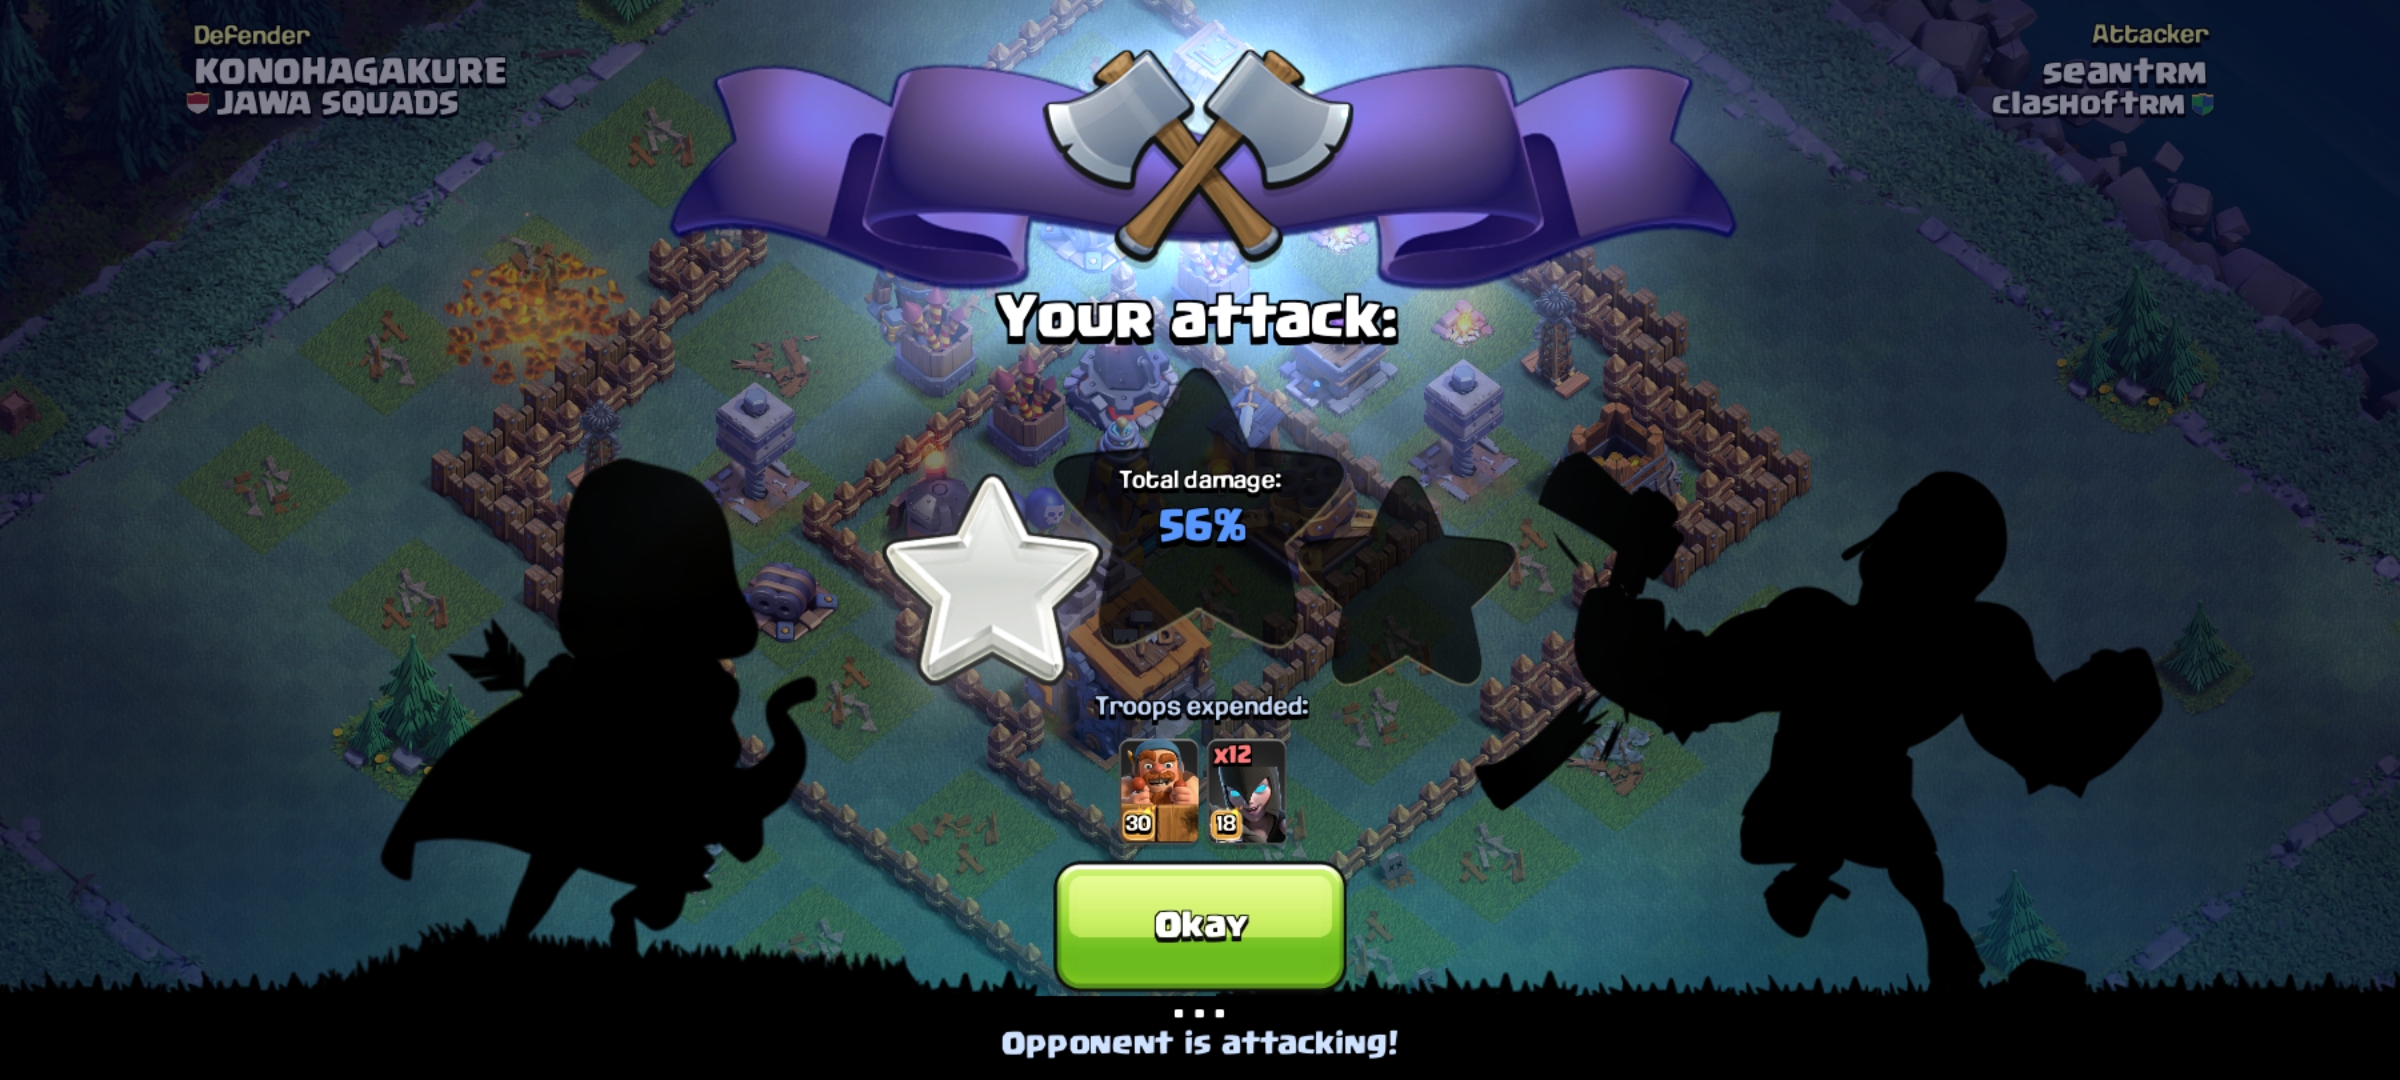 Defender
KONOHAGAKURE
JAWA SQUADS
Attacker
seantrm
clashoftrm
Your attack:
Total damage:
56%
Troops expended:
x12
30
18
Okay
...
Opponent is attacking!